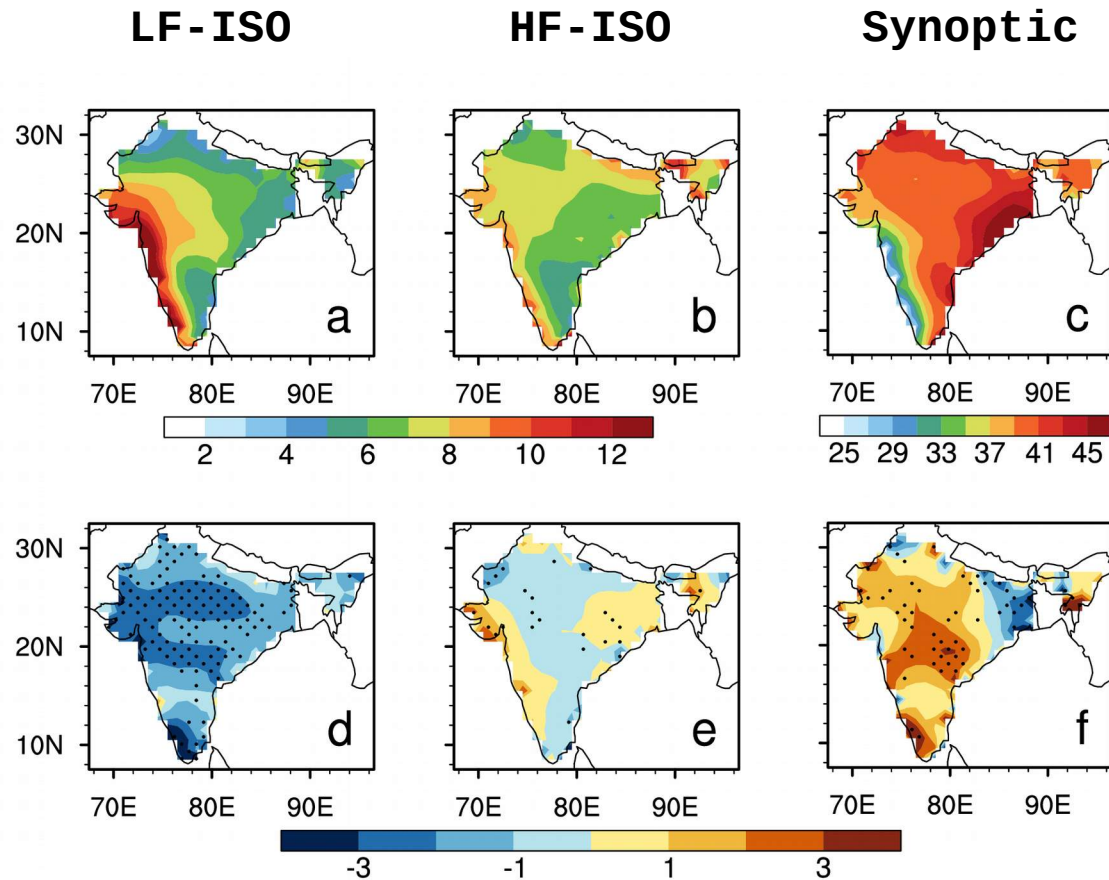 LF-ISO HF-ISO Synoptic
30N
20N
10N
a b c
70E 80E 90E 70E 80E 90E 70E 80E 90E
2 4 6 8 10 12 25 29 33 37 41 45
30N
20N
10N
d e f
70E 80E 90E 70E 80E 90E 70E 80E 90E
-3 -1 1 3